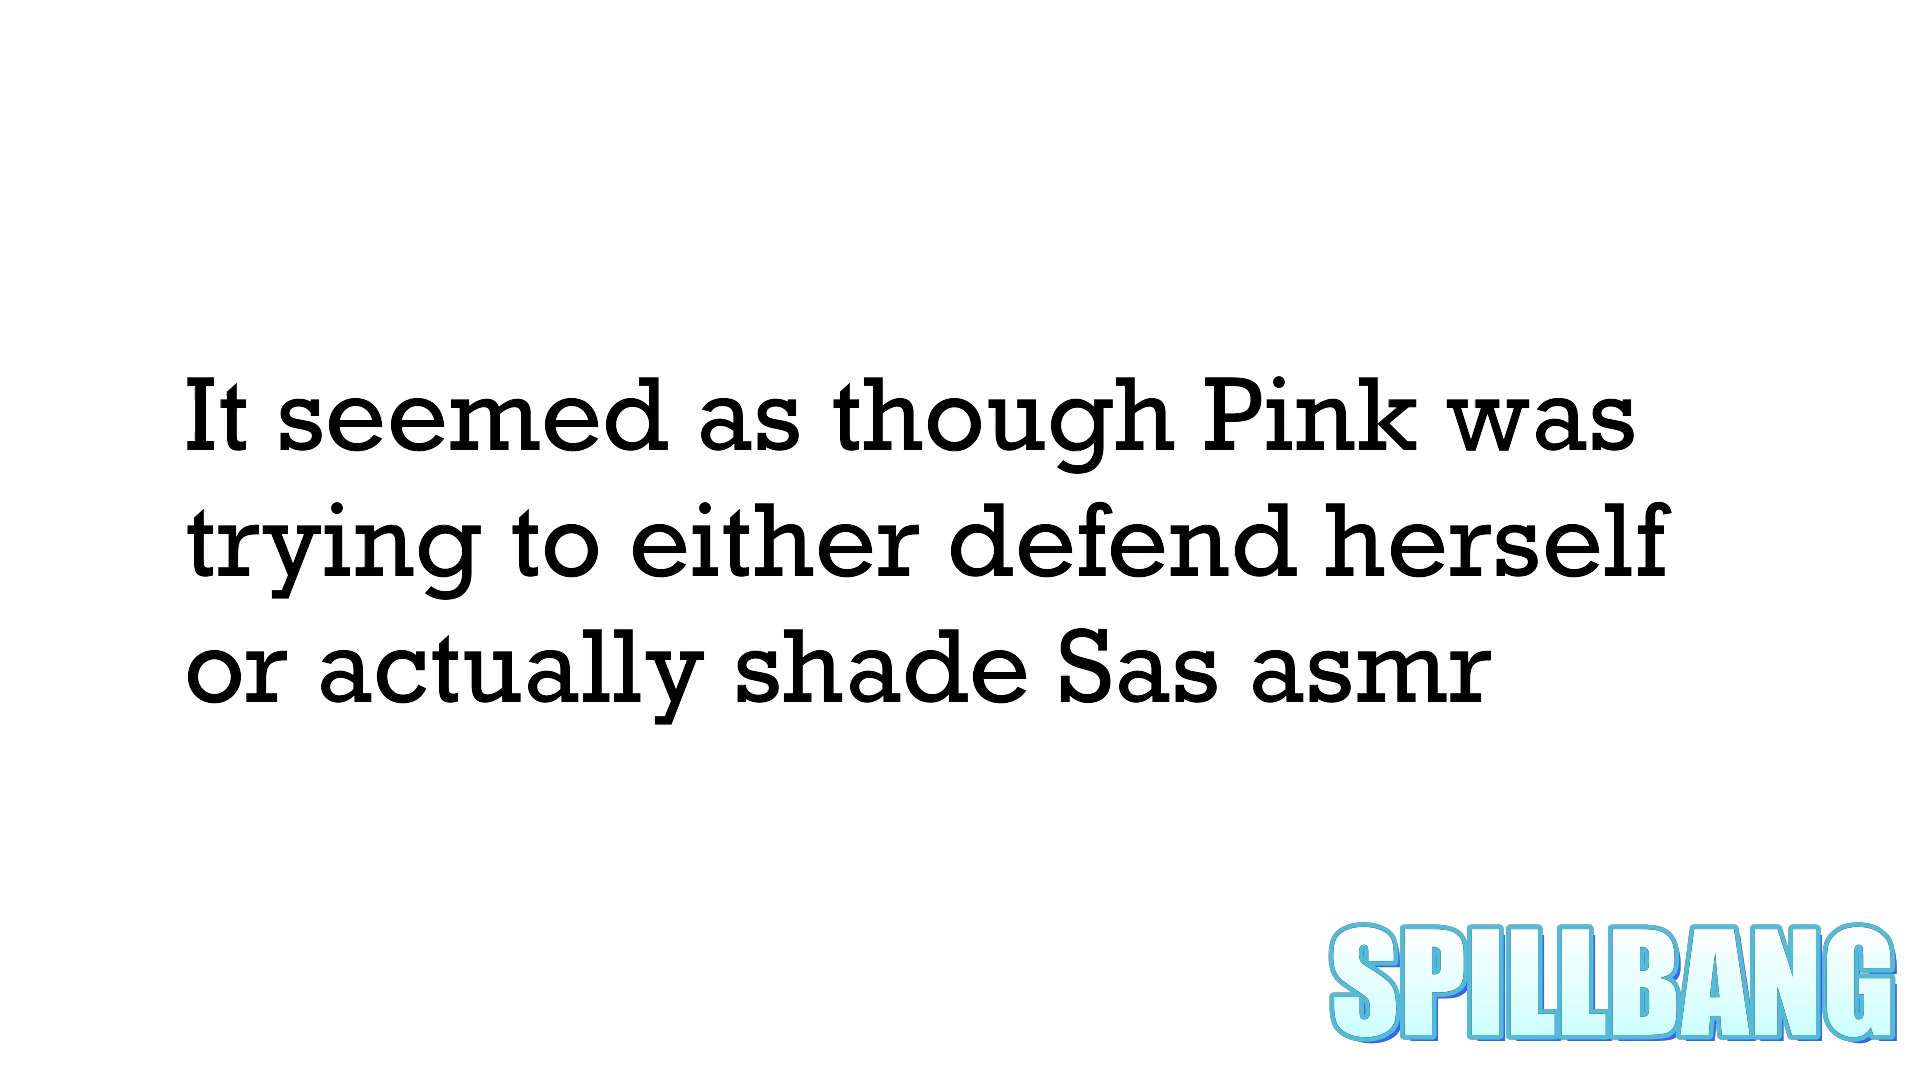 It seemed as though Pink was
trying to either defend herself
or actually shade Sas asmr
SPILLBANG